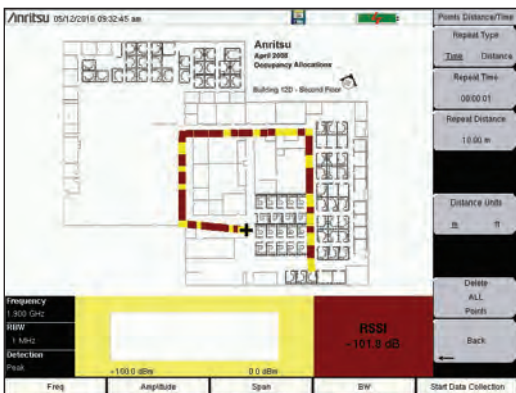 Anritsu 05/12/2010 09:32:45 am
Points Distance/Time
Anritsu
April 2008
Occupancy Allocations
Building 12D - Second Floor
Repeat Type
Time Distance
Repeat Time
00:00:01
Repeat Distance
10.00 m
Distance Units
m ft
Delete
ALL
Points
Back
Frequency
1.900 GHz
RBW
1 MHz
Detection
Peak
-100.0 dBm
0.0 dBm
RSSI
-101.8 dB
Freq
Amplitude
Span
BW
Start Data Collection